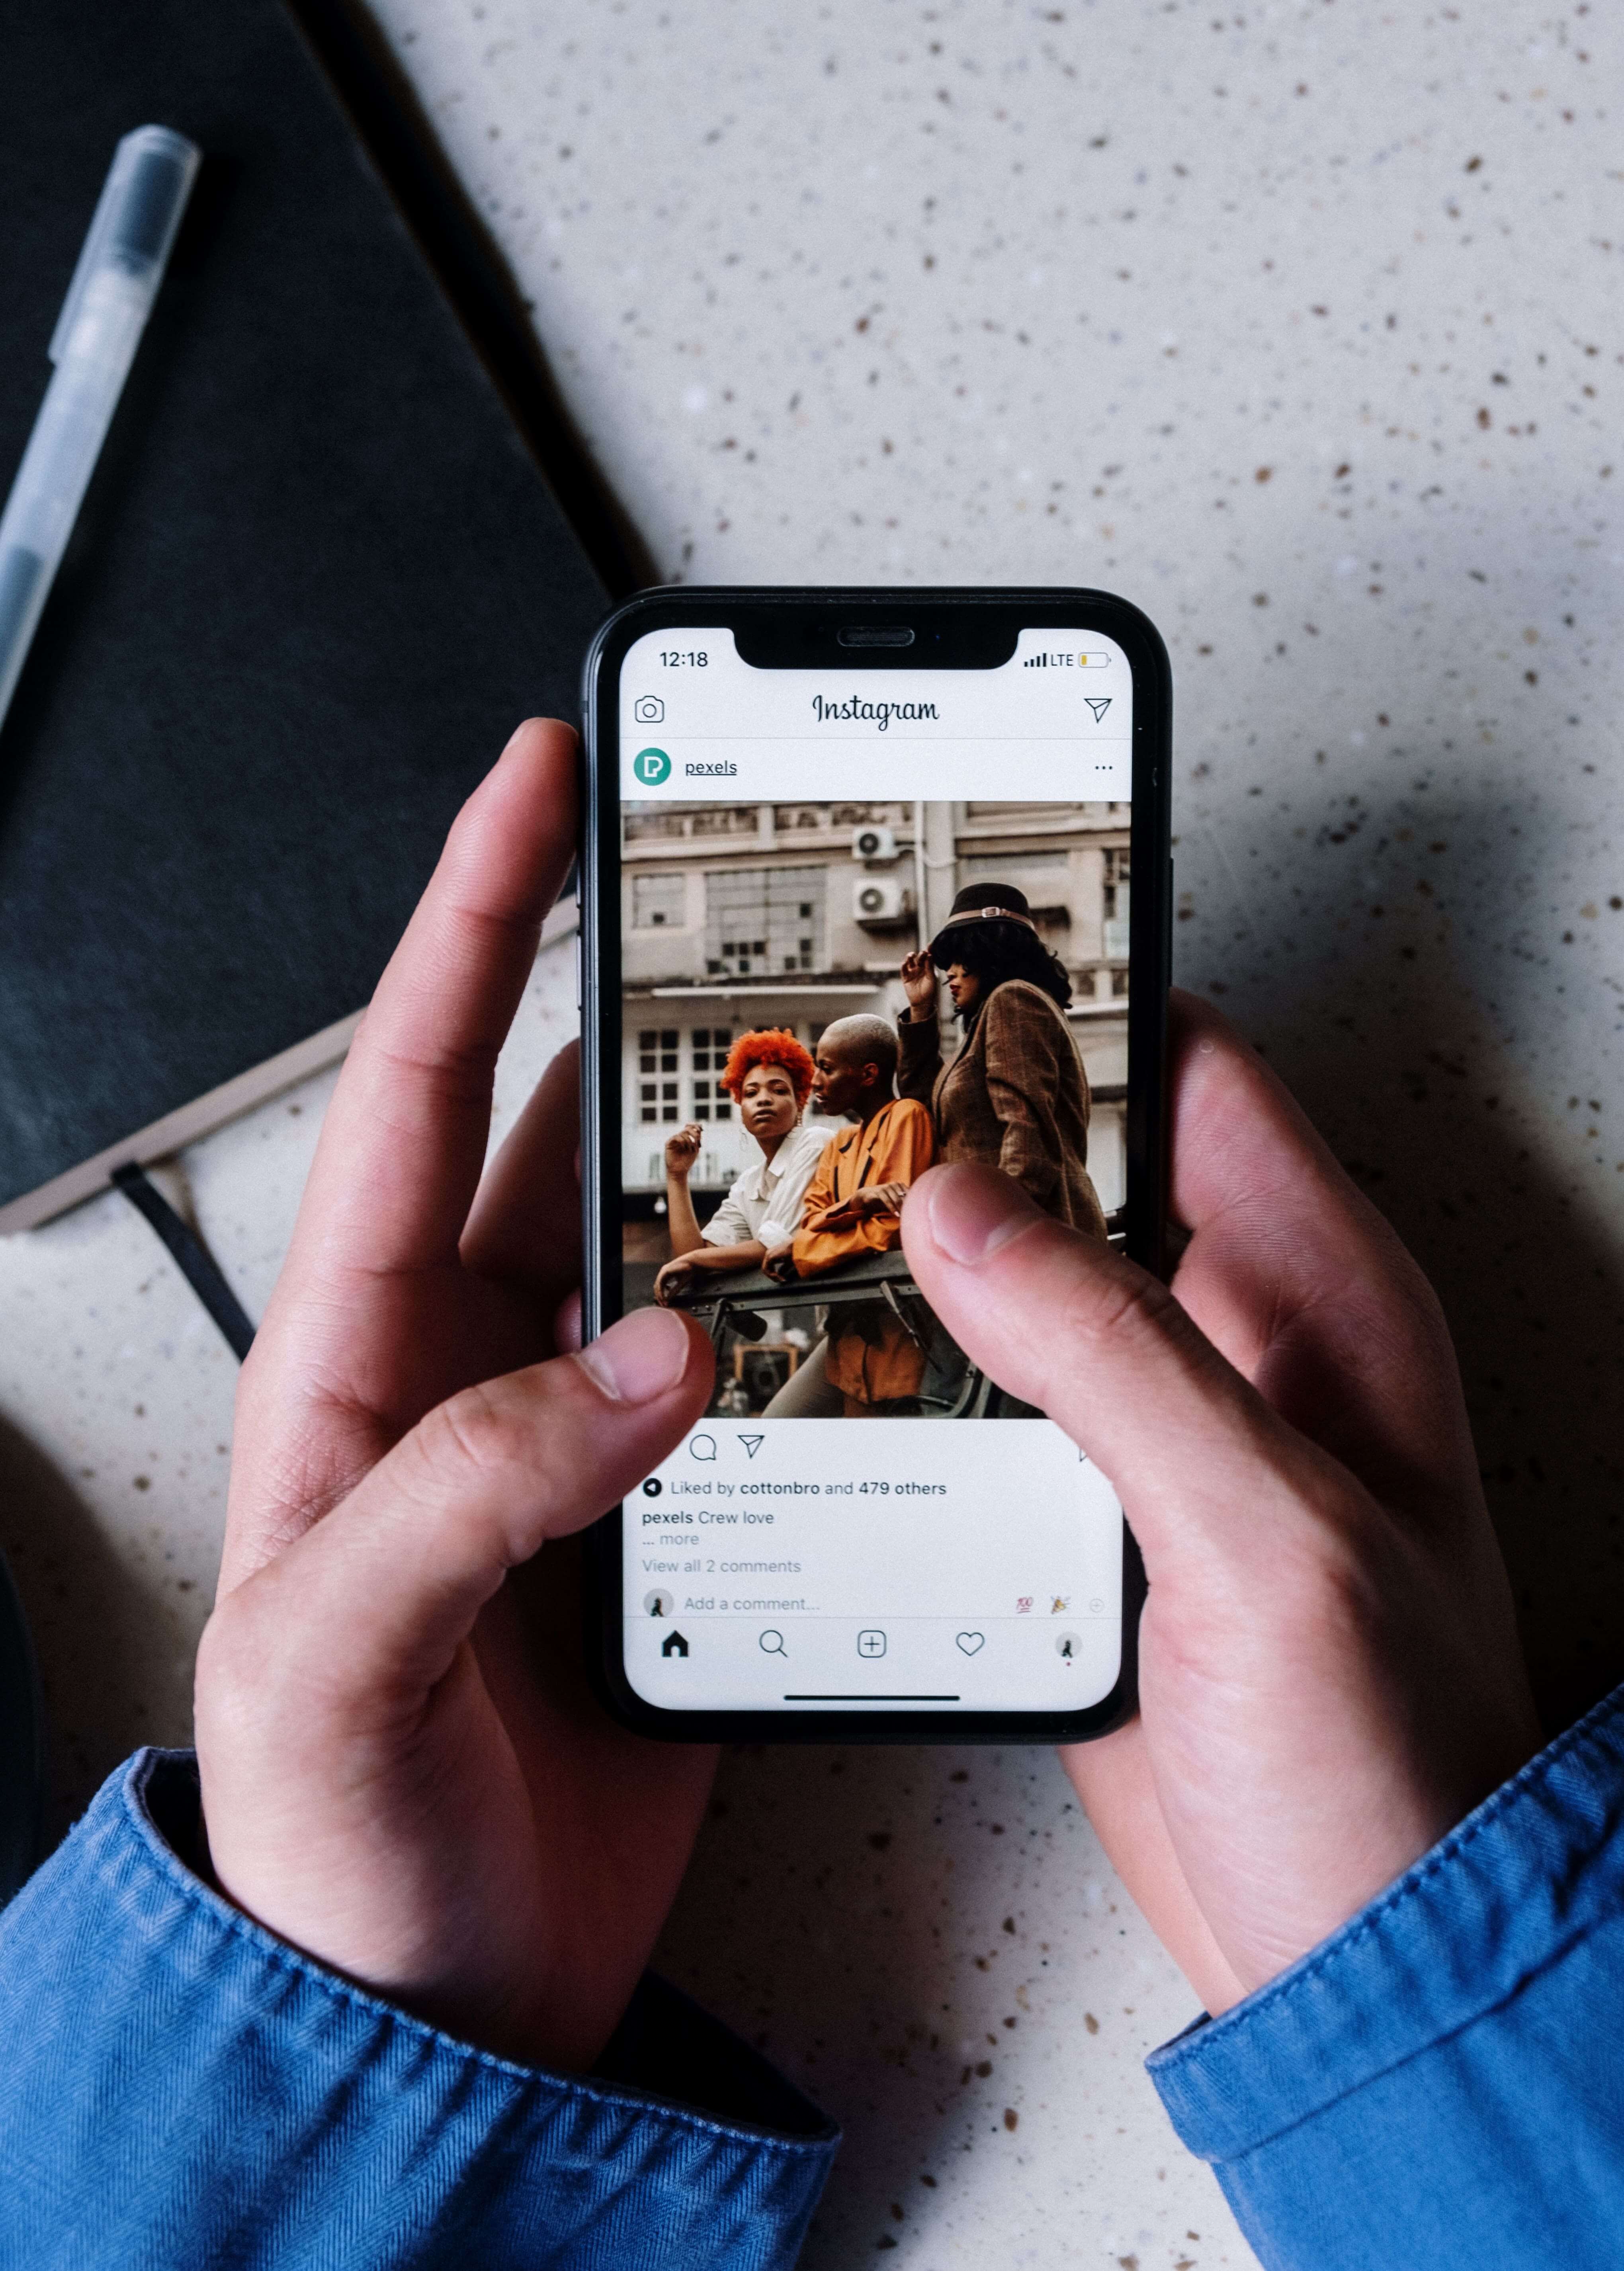 12:18 LTE
Instagram
pexels
Liked by cottonbro and 479 others
pexels Crew love
... more
View all 2 comments
Add a comment...